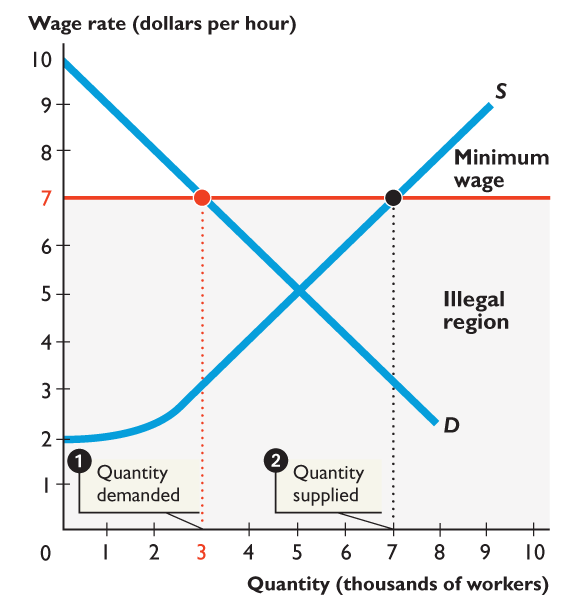 Wage rate (dollars per hour)
10
9
S
8
Minimum
wage
7
6
5
Illegal
region
4
3
D
2
1
1
Quantity
demanded
2
Quantity
supplied
0
1
2
3
4
5
6
7
8
9
10
Quantity (thousands of workers)